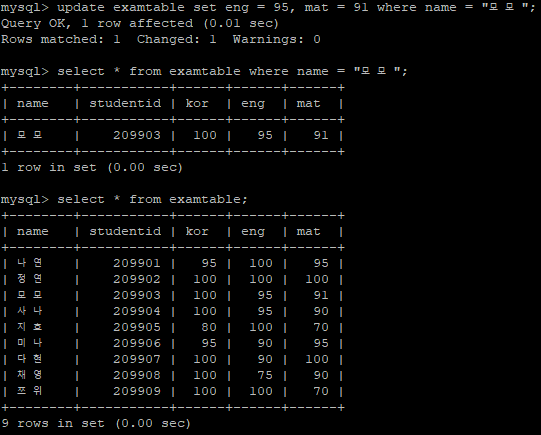 mysql> update examtable set eng = 95, mat = 91 where name = "모모";
Query OK, 1 row affected (0.01 sec)
Rows matched: 1  Changed: 1  Warnings: 0
mysql> select * from examtable where name = "모모";
+--------+-----------+------+------+------+
| name   | studentid | kor  | eng  | mat  |
+--------+-----------+------+------+------+
| 모모   |    209903 |  100 |   95 |   91 |
+--------+-----------+------+------+------+
1 row in set (0.00 sec)
mysql> select * from examtable;
+--------+-----------+------+------+------+
| name   | studentid | kor  | eng  | mat  |
+--------+-----------+------+------+------+
| 나연   |    209901 |   95 |  100 |   95 |
| 정연   |    209902 |  100 |  100 |  100 |
| 모모   |    209903 |  100 |   95 |   91 |
| 사나   |    209904 |  100 |   95 |   90 |
| 지효   |    209905 |   80 |  100 |   70 |
| 미나   |    209906 |   95 |   90 |   95 |
| 다현   |    209907 |  100 |   90 |  100 |
| 채영   |    209908 |  100 |   75 |   90 |
| 쯔위   |    209909 |  100 |  100 |   70 |
+--------+-----------+------+------+------+
9 rows in set (0.00 sec)